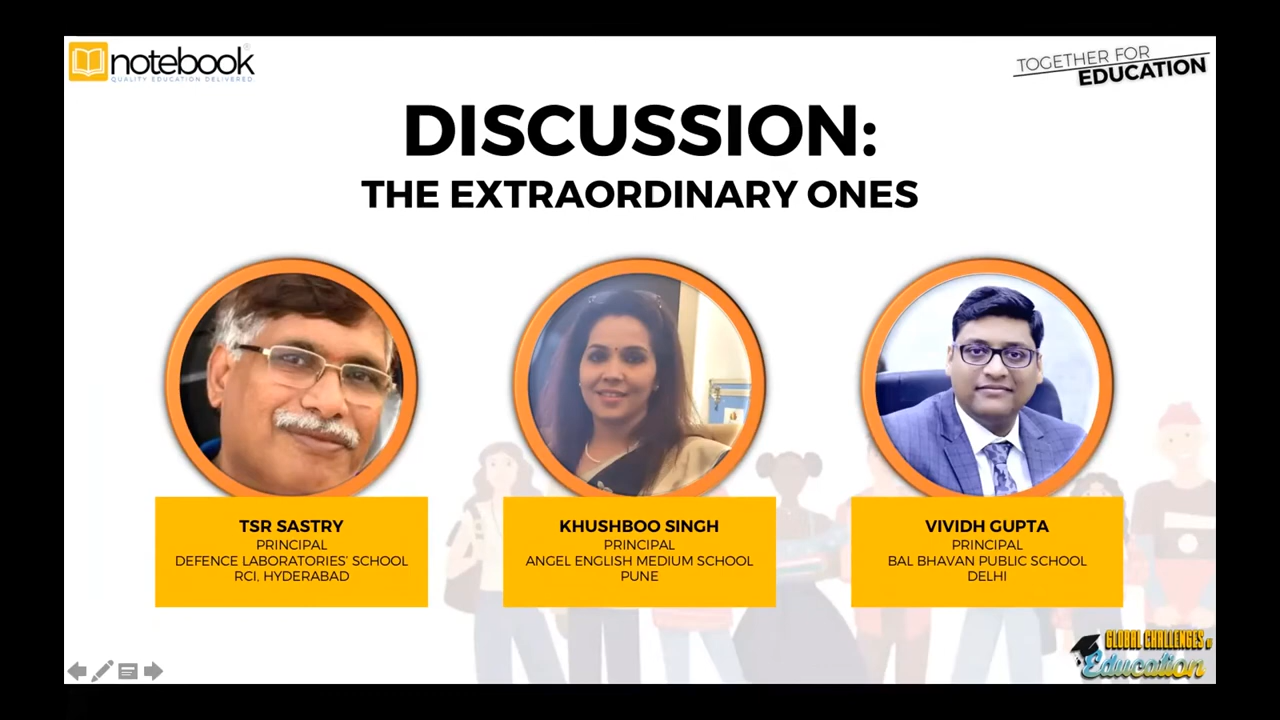 notebook
QUALITY EDUCATION DELIVERED
TOGETHER FOR
EDUCATION
DISCUSSION:
THE EXTRAORDINARY ONES
TSR SASTRY
PRINCIPAL
DEFENCE LABORATORIES' SCHOOL
RCI, HYDERABAD
KHUSHBOO SINGH
PRINCIPAL
ANGEL ENGLISH MEDIUM SCHOOL
PUNE
VIVIDH GUPTA
PRINCIPAL
BAL BHAVAN PUBLIC SCHOOL
DELHI
GLOBAL CHALLENGES
Education